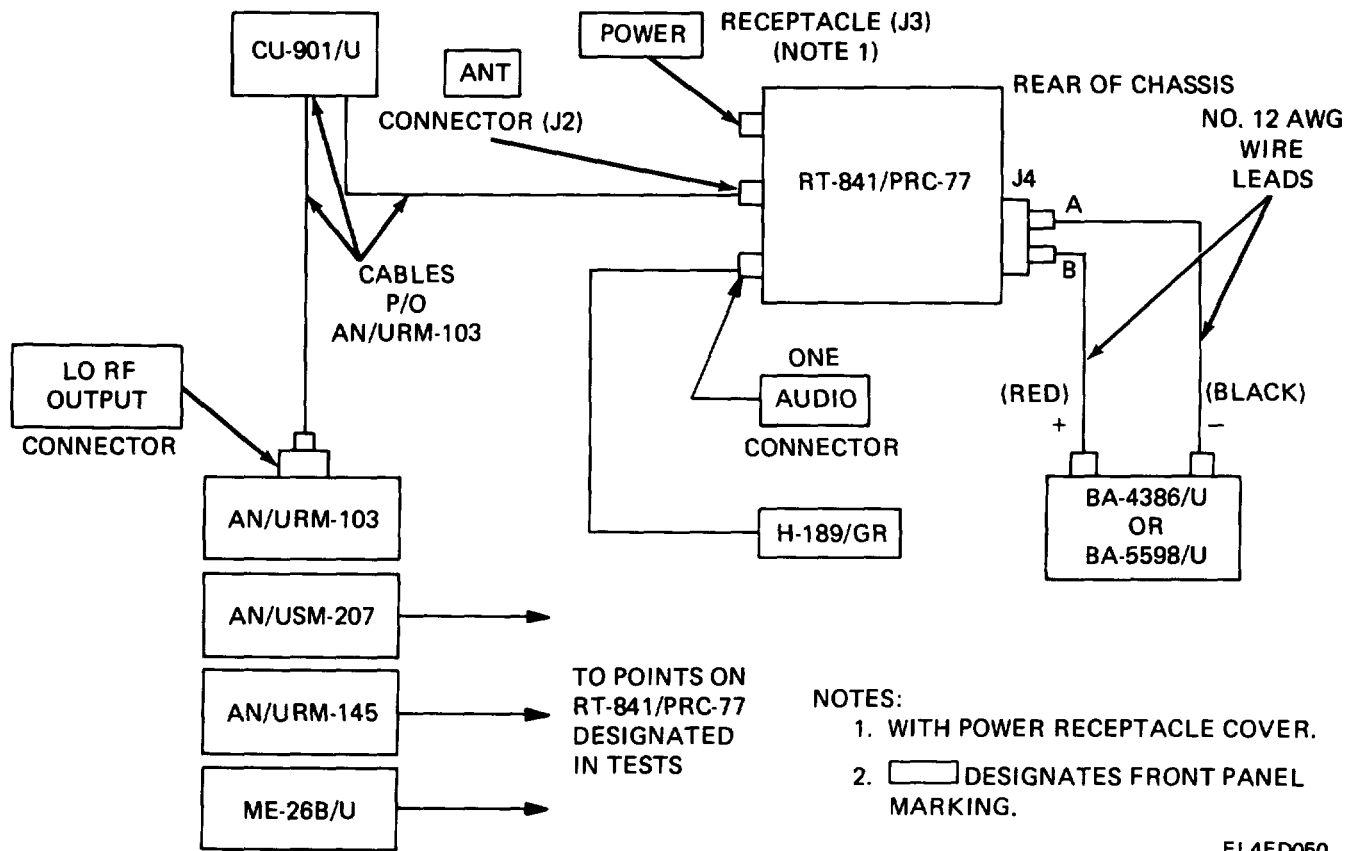 CU-901/U
ANT
CONNECTOR (J2)
POWER
RECEPTACLE (J3)
(NOTE 1)
REAR OF CHASSIS
NO. 12 AWG
WIRE
LEADS
RT-841/PRC-77
J4
A
B
CABLES
P/O
AN/URM-103
LO RF
OUTPUT
CONNECTOR
ONE
AUDIO
CONNECTOR
(RED)
+
(BLACK)
−
BA-4386/U
OR
BA-5598/U
H-189/GR
AN/URM-103
AN/USM-207
AN/URM-145
ME-26B/U
TO POINTS ON
RT-841/PRC-77
DESIGNATED
IN TESTS
NOTES:
1. WITH POWER RECEPTACLE COVER.
2. DESIGNATES FRONT PANEL
MARKING.